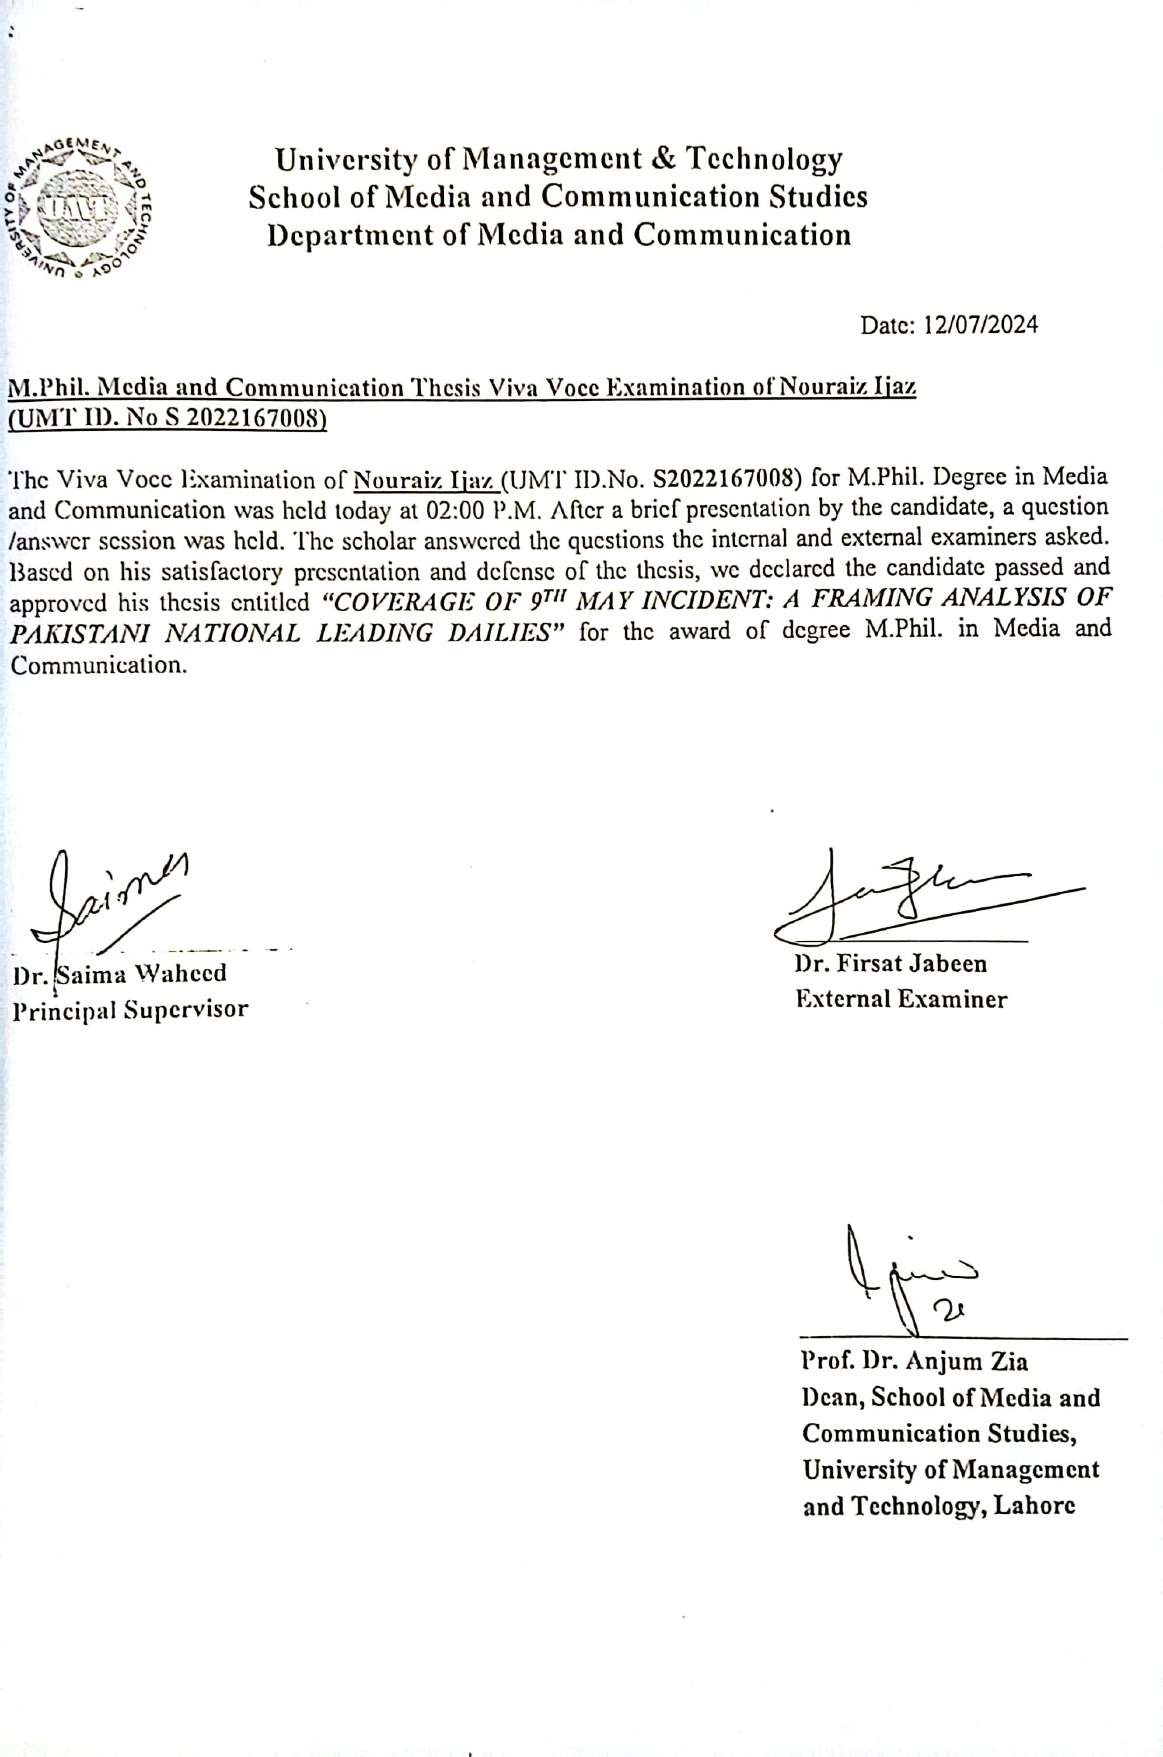 UNIVERSITY OF MANAGEMENT AND TECHNOLOGY
UMT
University of Management & Technology
School of Media and Communication Studies
Department of Media and Communication
Date: 12/07/2024
M.Phil. Media and Communication Thesis Viva Voce Examination of Nouraiz Ijaz
(UMT ID. No S 2022167008)
The Viva Voce Examination of Nouraiz Ijaz (UMT ID.No. S2022167008) for M.Phil. Degree in Media
and Communication was held today at 02:00 P.M. After a brief presentation by the candidate, a question
/answer session was held. The scholar answered the questions the internal and external examiners asked.
Based on his satisfactory presentation and defense of the thesis, we declared the candidate passed and
approved his thesis entitled “COVERAGE OF 9TH MAY INCIDENT: A FRAMING ANALYSIS OF
PAKISTANI NATIONAL LEADING DAILIES” for the award of degree M.Phil. in Media and
Communication.
Saima
Dr. Saima Waheed
Principal Supervisor
Dr. Firsat Jabeen
External Examiner
Prof. Dr. Anjum Zia
Dean, School of Media and
Communication Studies,
University of Management
and Technology, Lahore